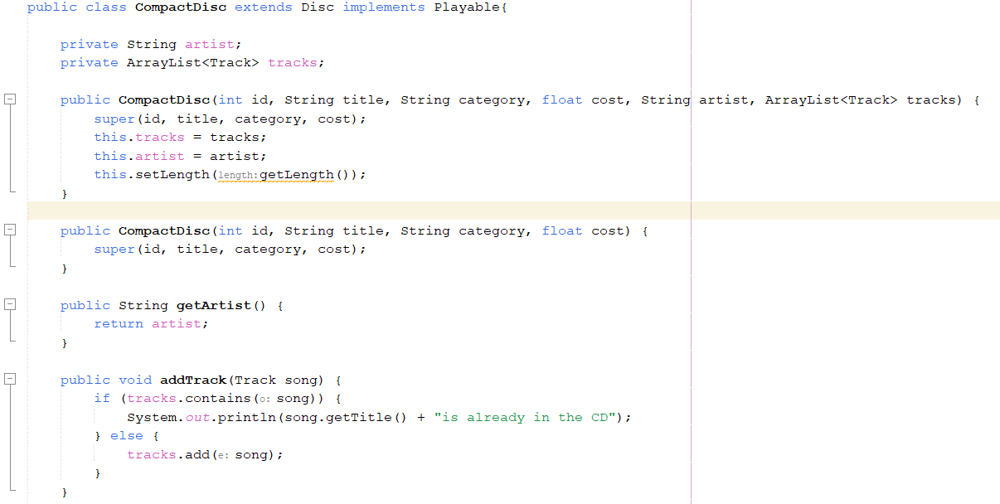 public class CompactDisc extends Disc implements Playable{
private String artist;
private ArrayList<Track> tracks;
public CompactDisc(int id, String title, String category, float cost, String artist, ArrayList<Track> tracks) {
super(id, title, category, cost);
this.tracks = tracks;
this.artist = artist;
this.setLength(length:getLength());
}
public CompactDisc(int id, String title, String category, float cost) {
super(id, title, category, cost);
}
public String getArtist() {
return artist;
}
public void addTrack(Track song) {
if (tracks.contains(o: song)) {
System.out.println(song.getTitle() + "is already in the CD");
} else {
tracks.add(e: song);
}
}